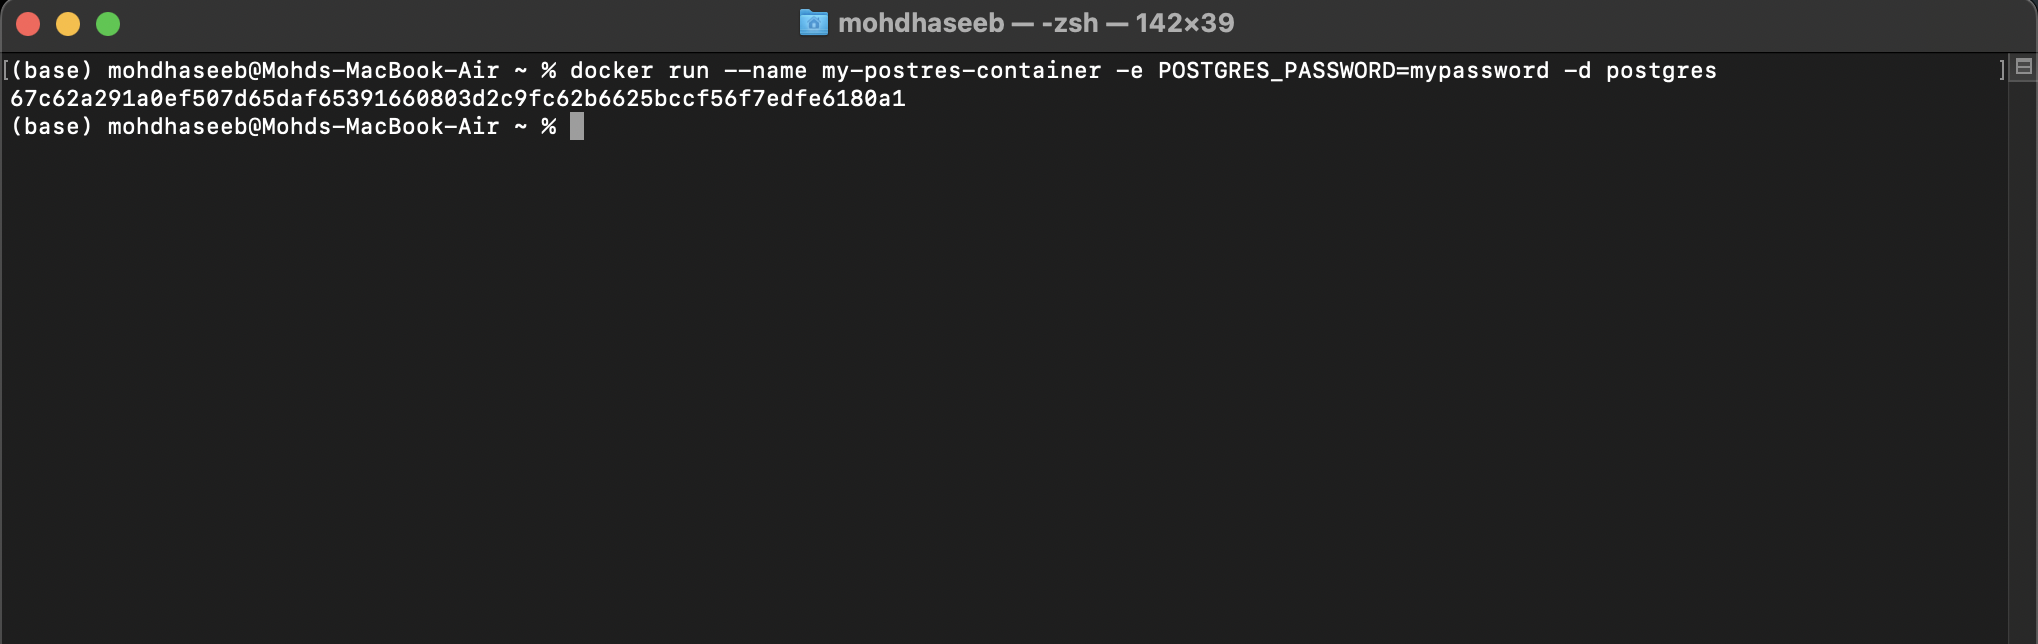 mohdhaseeb — -zsh — 142×39
[(base) mohdhaseeb@Mohds-MacBook-Air ~ % docker run --name my-postres-container -e POSTGRES_PASSWORD=mypassword -d postgres ]
67c62a291a0ef507d65daf65391660803d2c9fc62b6625bccf56f7edfe6180a1
(base) mohdhaseeb@Mohds-MacBook-Air ~ %